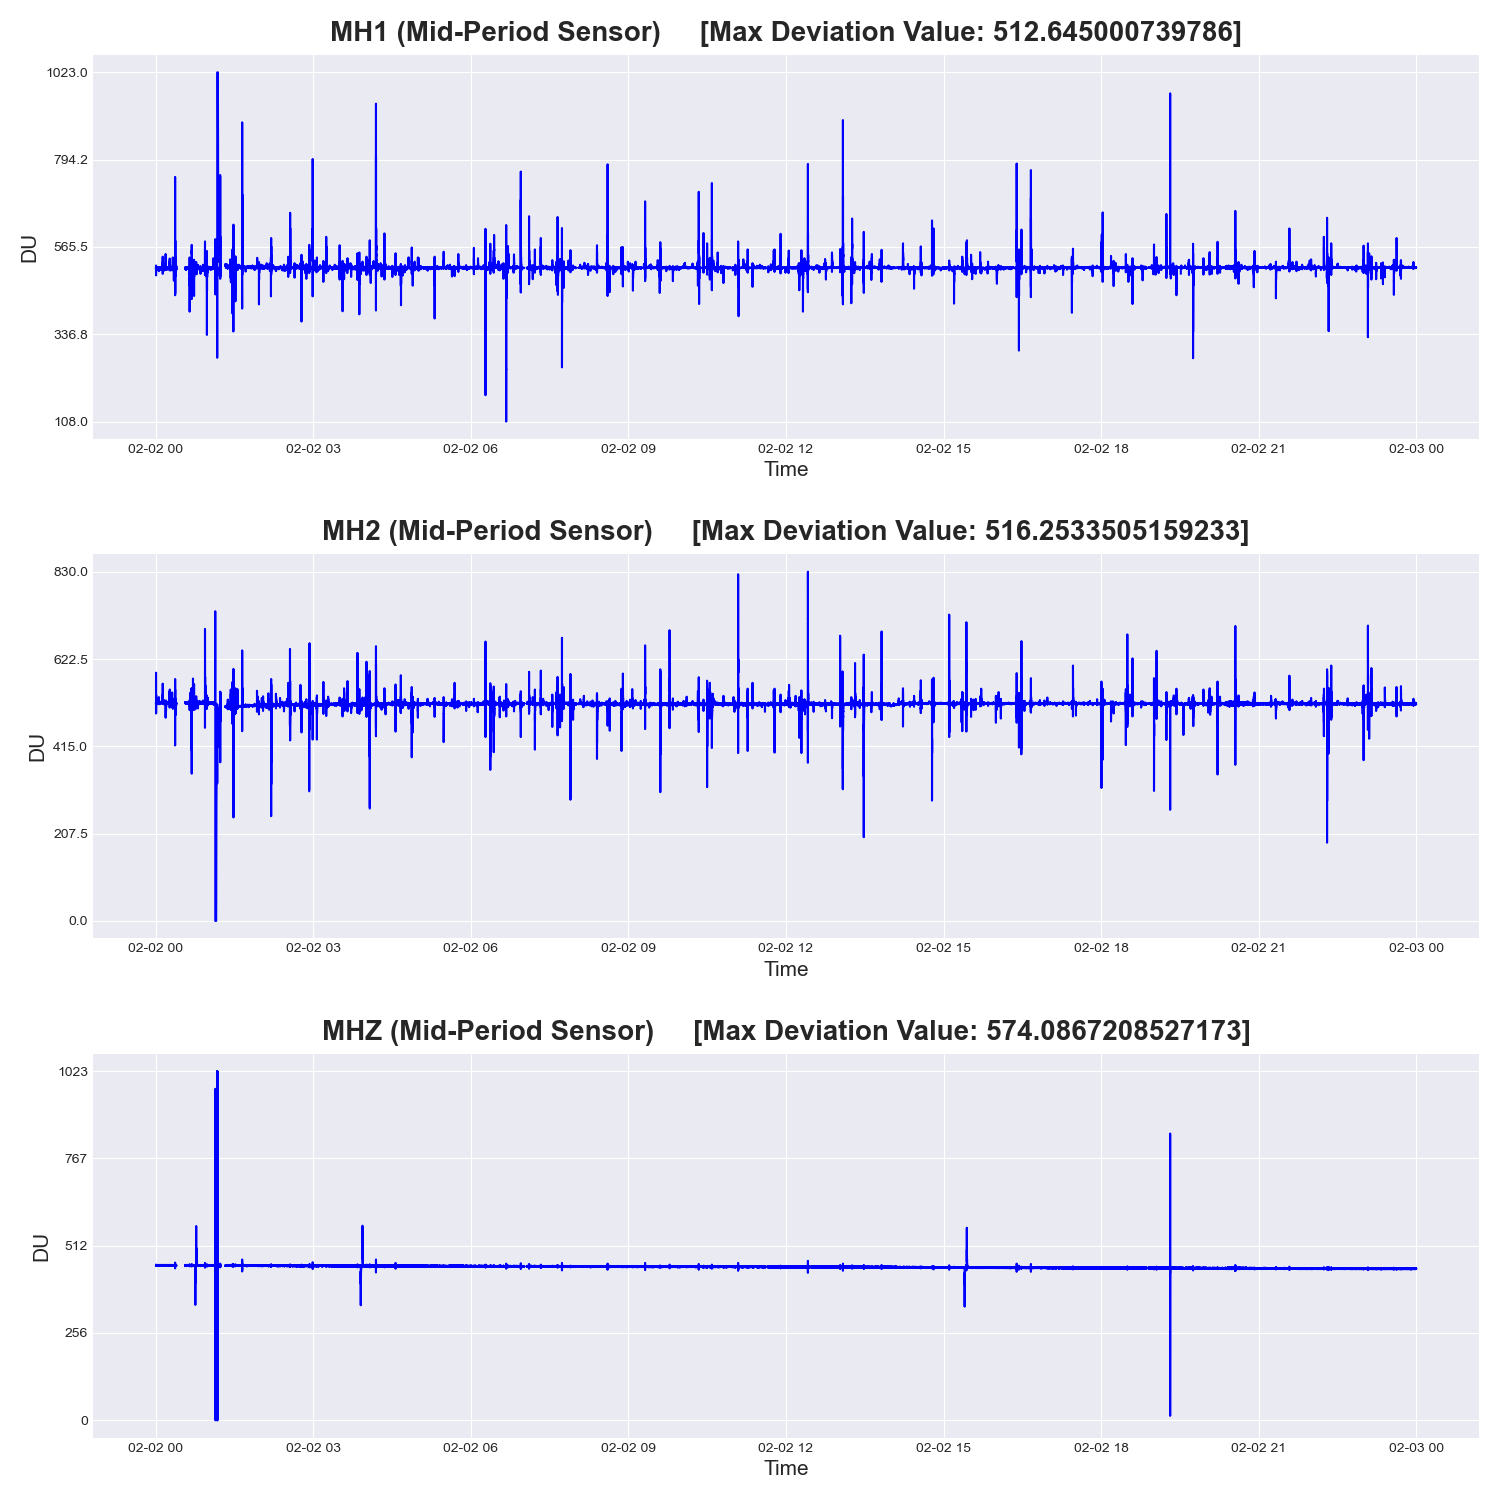 MH1 (Mid-Period Sensor) [Max Deviation Value: 512.645000739786]
1023.0
794.2
565.5
336.8
108.0
DU
02-02 00 02-02 03 02-02 06 02-02 09 02-02 12 02-02 15 02-02 18 02-02 21 02-03 00
Time
MH2 (Mid-Period Sensor) [Max Deviation Value: 516.2533505159233]
830.0
622.5
415.0
207.5
0.0
DU
02-02 00 02-02 03 02-02 06 02-02 09 02-02 12 02-02 15 02-02 18 02-02 21 02-03 00
Time
MHZ (Mid-Period Sensor) [Max Deviation Value: 574.0867208527173]
1023
767
512
256
0
DU
02-02 00 02-02 03 02-02 06 02-02 09 02-02 12 02-02 15 02-02 18 02-02 21 02-03 00
Time